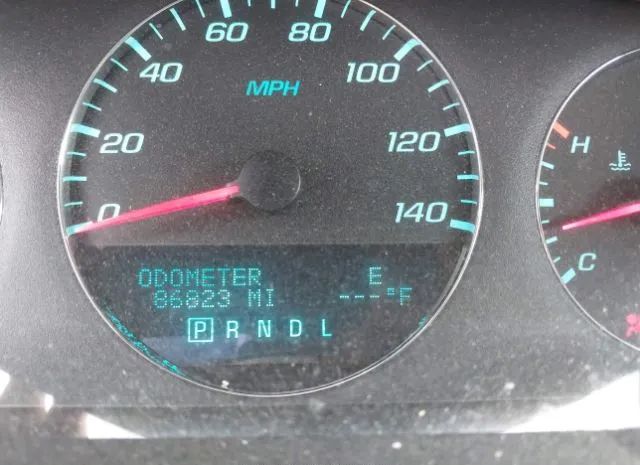 60 80
40 100
MPH
20 120
0 140
H
C
ODOMETER E
86823 MI ---°F
P R N D L